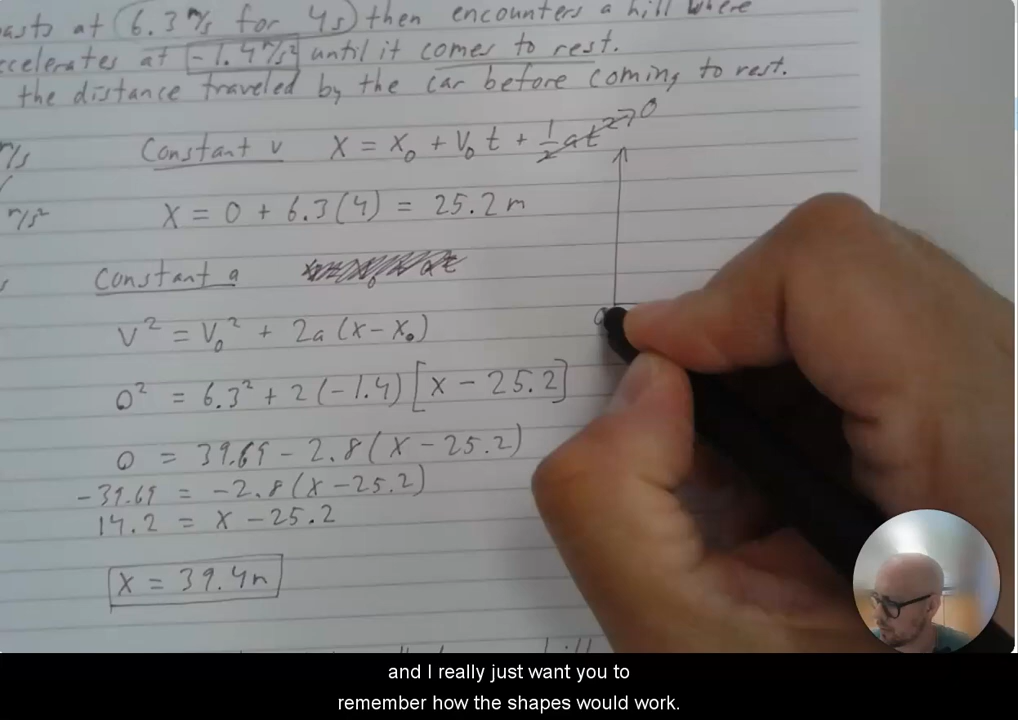 asts at 6.3 m/s for 4s) then encounters a hill where
ccelerates at -1.4 m/s² until it comes to rest.
the distance traveled by the car before coming to rest.
m/s Constant v X = X₀ + V₀ t + ½at² → 0
m/s² X = 0 + 6.3(4) = 25.2 m
s Constant a
V² = V₀² + 2a (X - X₀)
0² = 6.3² + 2(-1.4) [X - 25.2]
0 = 39.69 - 2.8 (X - 25.2)
-39.69 = -2.8 (X - 25.2)
14.2 = X - 25.2
X = 39.4m
and I really just want you to
remember how the shapes would work.